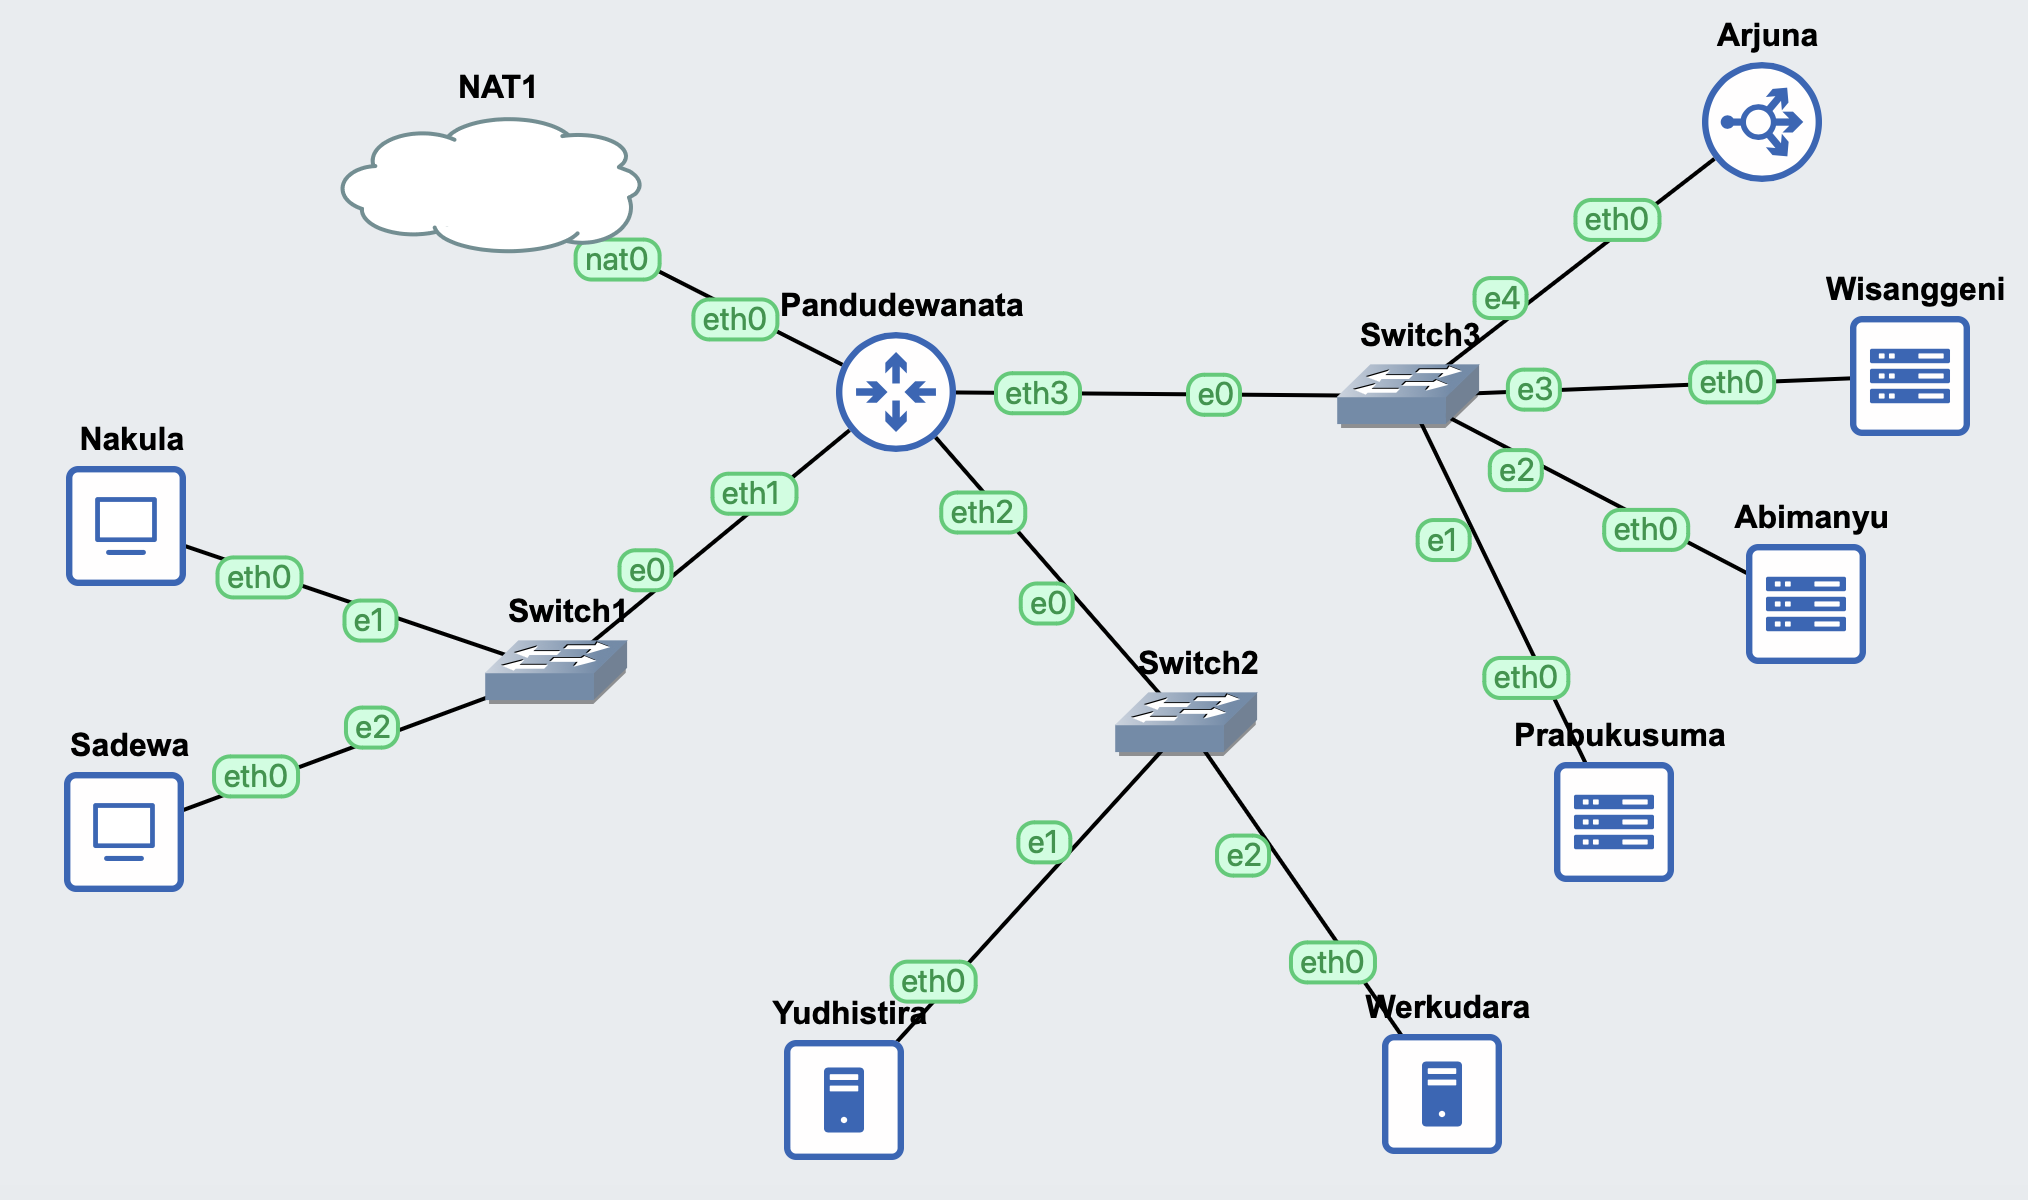 Arjuna
NAT1
eth0
nat0
Wisanggeni
e4
Pandudewanata
eth0
Switch3
eth3
e0
e3
eth0
Nakula
e2
eth1
eth2
Abimanyu
eth0
e1
eth0
e0
e0
Switch1
e1
Switch2
eth0
e2
Prabukusuma
Sadewa
eth0
e1
e2
eth0
eth0
Yudhistira
Werkudara